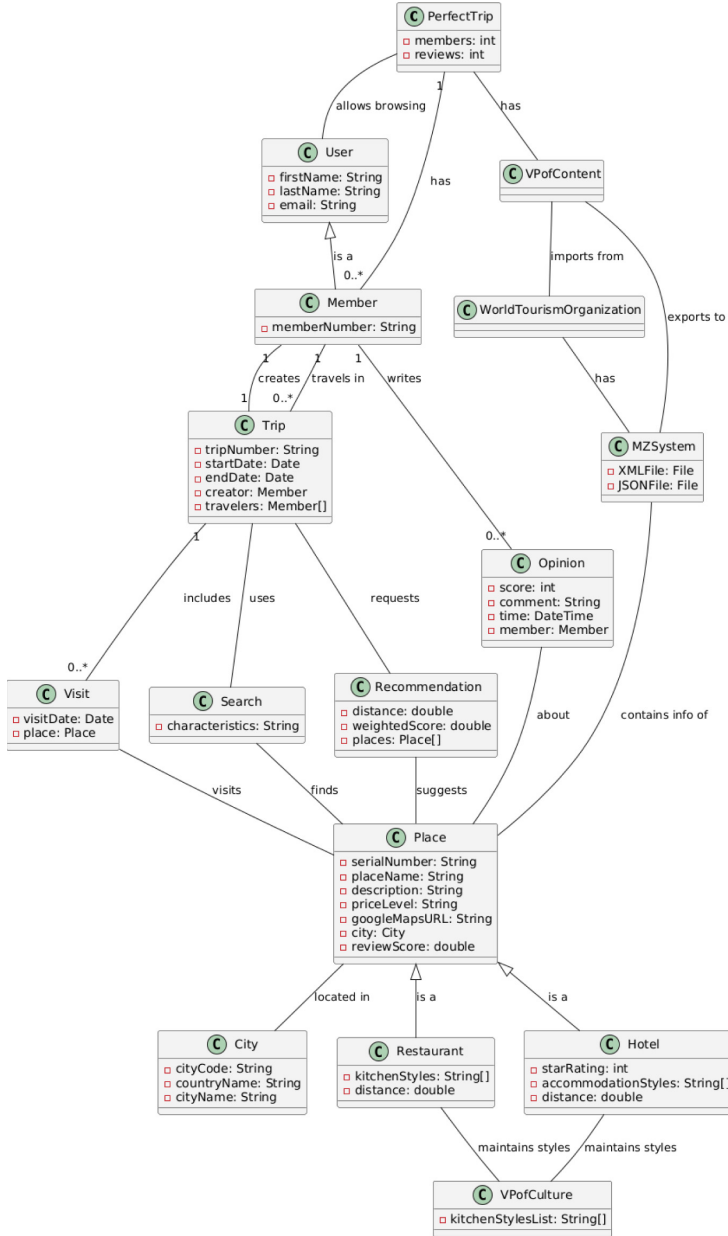 C PerfectTrip
members: int
reviews: int
1
allows browsing
has
C User
firstName: String
lastName: String
email: String
C VPofContent
has
is a
imports from
0..*
C Member
memberNumber: String
C WorldTourismOrganization
exports to
1
1
1
creates
travels in
writes
has
1
0..*
C Trip
tripNumber: String
startDate: Date
endDate: Date
creator: Member
travelers: Member[]
C MZSystem
XMLFile: File
JSONFile: File
1
0..*
C Opinion
score: int
comment: String
time: DateTime
member: Member
includes
uses
requests
0..*
C Visit
visitDate: Date
place: Place
C Search
characteristics: String
C Recommendation
distance: double
weightedScore: double
places: Place[]
about
contains info of
visits
finds
suggests
C Place
serialNumber: String
placeName: String
description: String
priceLevel: String
googleMapsURL: String
city: City
reviewScore: double
located in
is a
is a
C City
cityCode: String
countryName: String
cityName: String
C Restaurant
kitchenStyles: String[]
distance: double
C Hotel
starRating: int
accommodationStyles: String[]
distance: double
maintains styles
maintains styles
C VPofCulture
kitchenStylesList: String[]